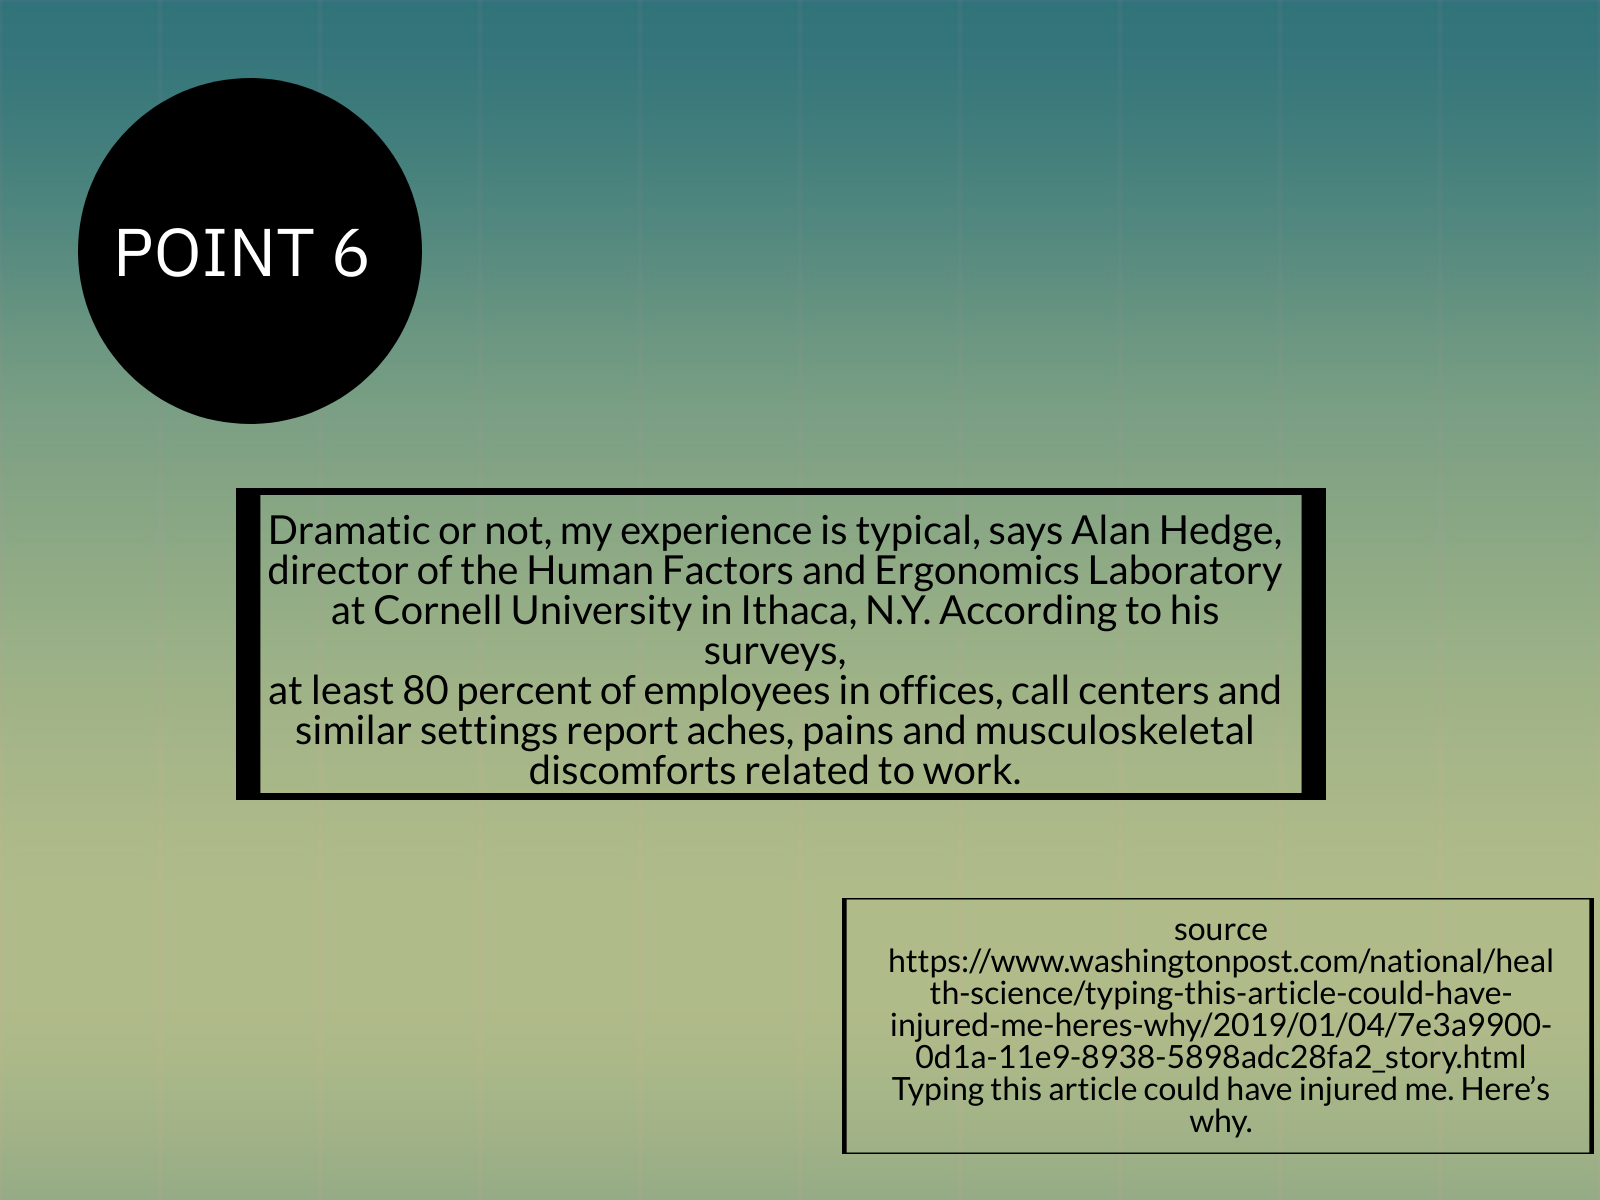 POINT 6
Dramatic or not, my experience is typical, says Alan Hedge,
director of the Human Factors and Ergonomics Laboratory
at Cornell University in Ithaca, N.Y. According to his
surveys,
at least 80 percent of employees in offices, call centers and
similar settings report aches, pains and musculoskeletal
discomforts related to work.
source
https://www.washingtonpost.com/national/heal
th-science/typing-this-article-could-have-
injured-me-heres-why/2019/01/04/7e3a9900-
0d1a-11e9-8938-5898adc28fa2_story.html
Typing this article could have injured me. Here’s
why.